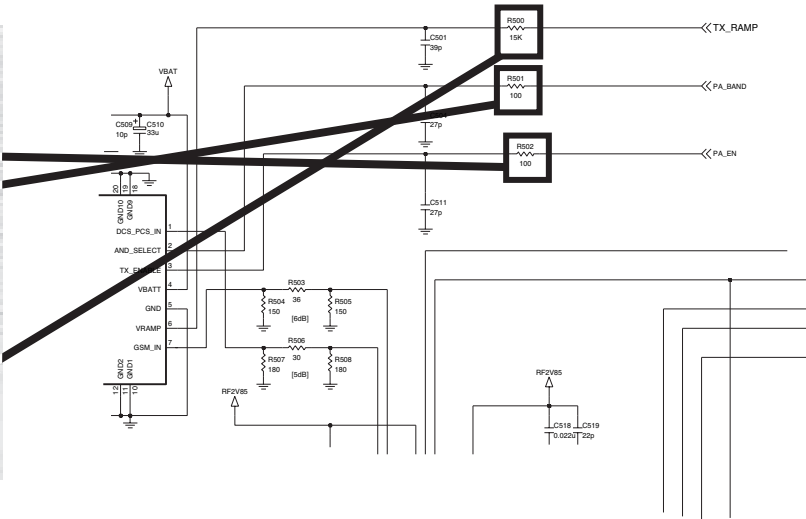 R500
15K
TX_RAMP
C501
39p
VBAT
R501
100
PA_BAND
C509
10p
+
C510
33u
27p
R502
100
PA_EN
20
19
18
GND10
GND9
C511
27p
DCS_PCS_IN
1
AND_SELECT
2
3
VBATT
4
GND
5
VRAMP
6
GSM_IN
7
R503
36
R504
150
R505
150
[6dB]
R506
30
R507
180
R508
180
[5dB]
GND2
GND1
12
11
10
RF2V85
RF2V85
C518
0.022u
C519
22p